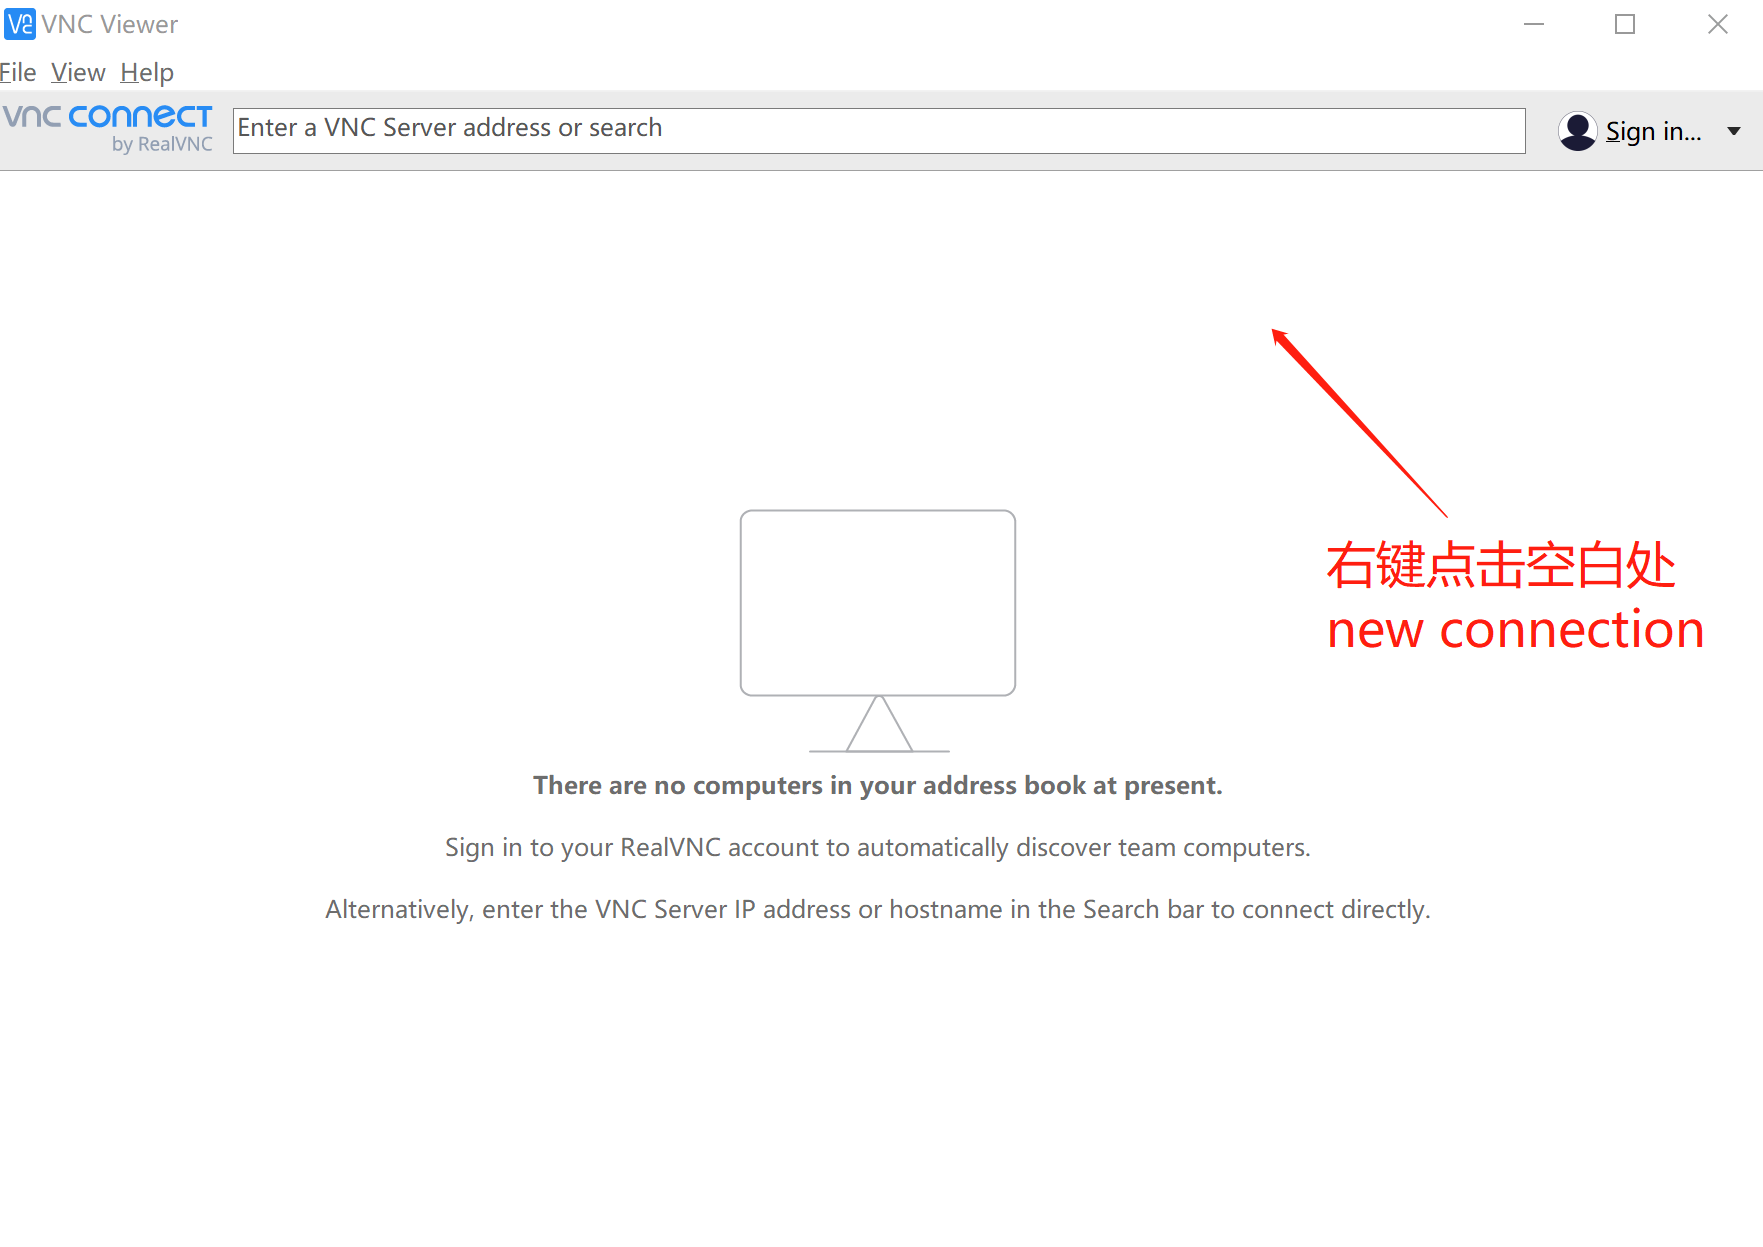 VNC Viewer
File View Help
vnc connect
by RealVNC
Enter a VNC Server address or search
Sign in...
右键点击空白处
new connection
There are no computers in your address book at present.
Sign in to your RealVNC account to automatically discover team computers.
Alternatively, enter the VNC Server IP address or hostname in the Search bar to connect directly.